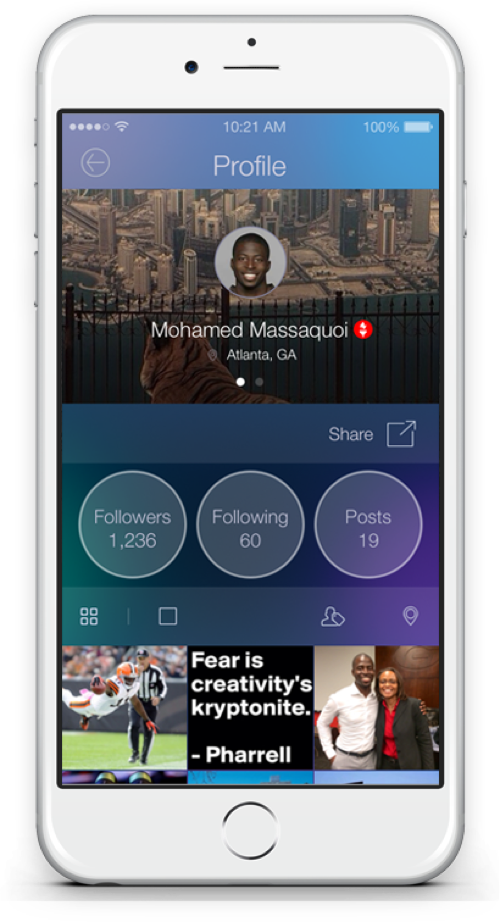 10:21 AM
100%
Profile
Mohamed Massaquoi
Atlanta, GA
Share
Followers
1,236
Following
60
Posts
19
Fear is
creativity's
kryptonite.
- Pharrell